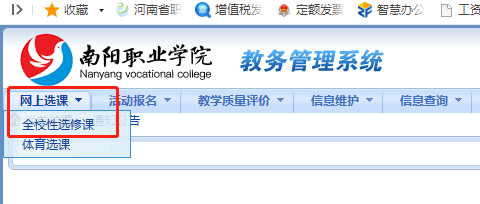 收藏 河南省职 增值税发 定额发票 智慧办公 工资
南阳职业学院 教务管理系统
Nanyang vocational college
网上选课 活动报名 教学质量评价 信息维护 信息查询
全校性选修课 告
体育选课